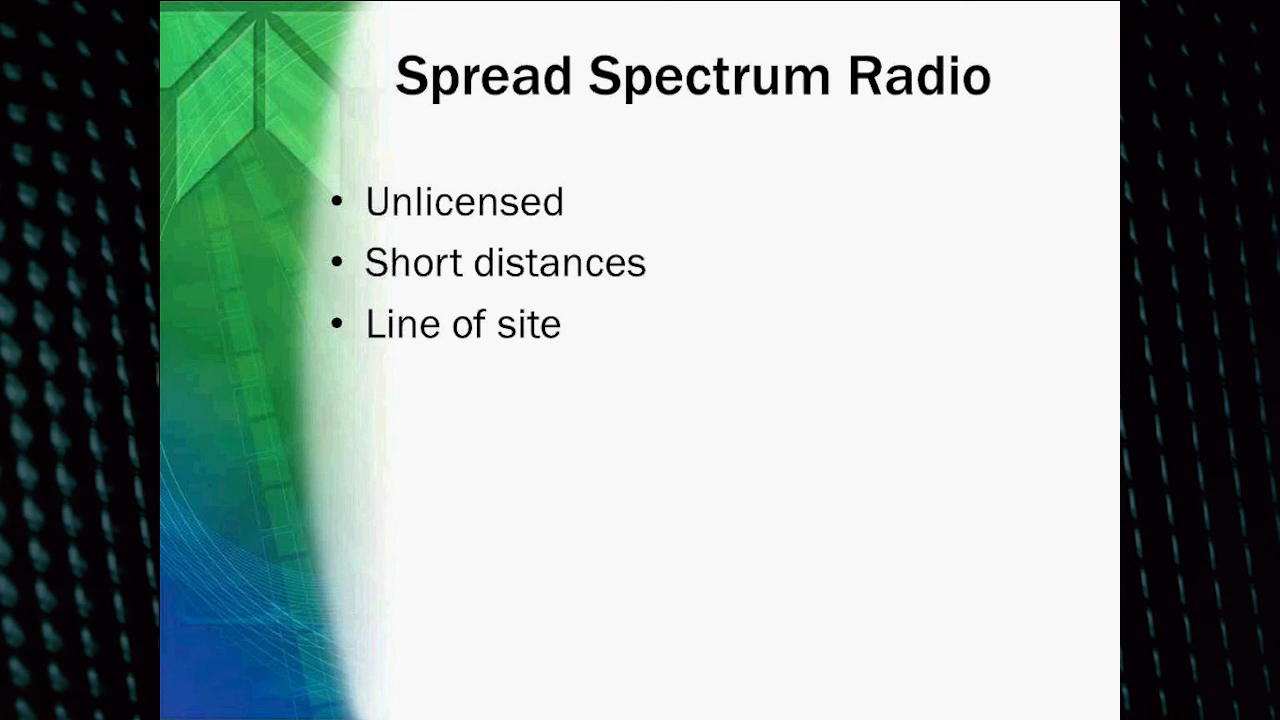 Spread Spectrum Radio
• Unlicensed
• Short distances
• Line of site